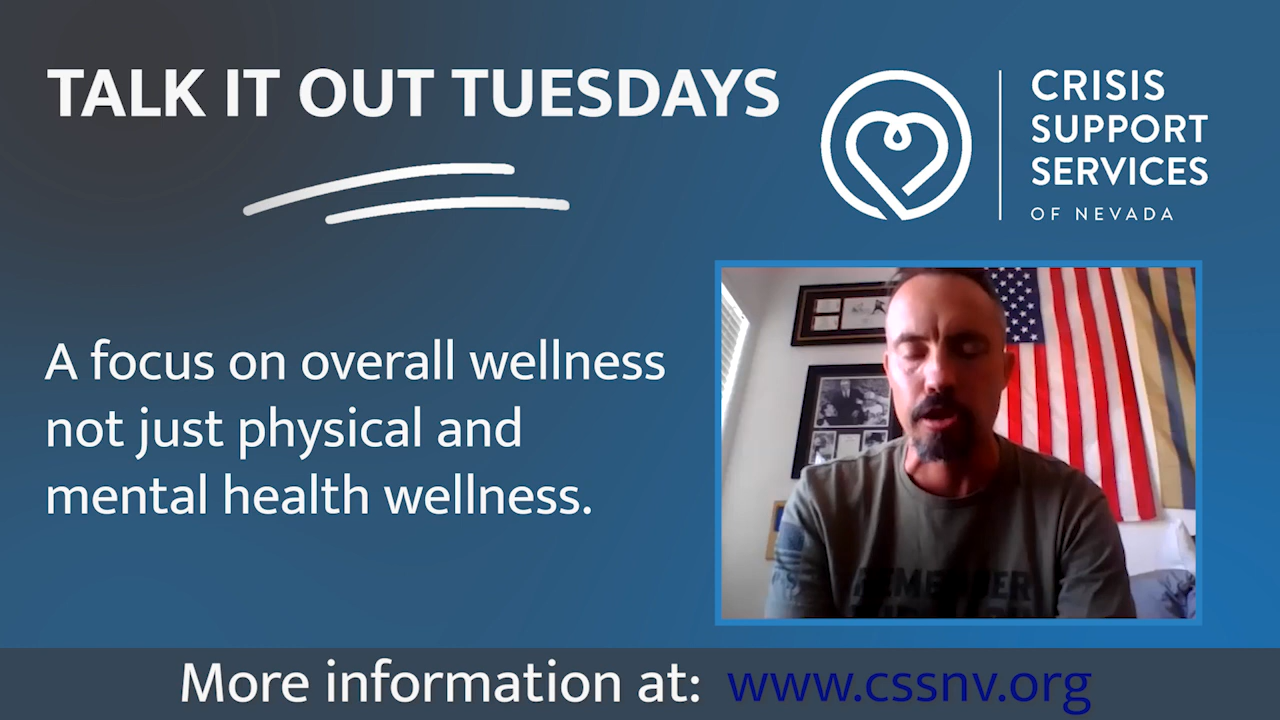 TALK IT OUT TUESDAYS
CRISIS
SUPPORT
SERVICES
OF NEVADA
A focus on overall wellness
not just physical and
mental health wellness.
More information at: www.cssnv.org